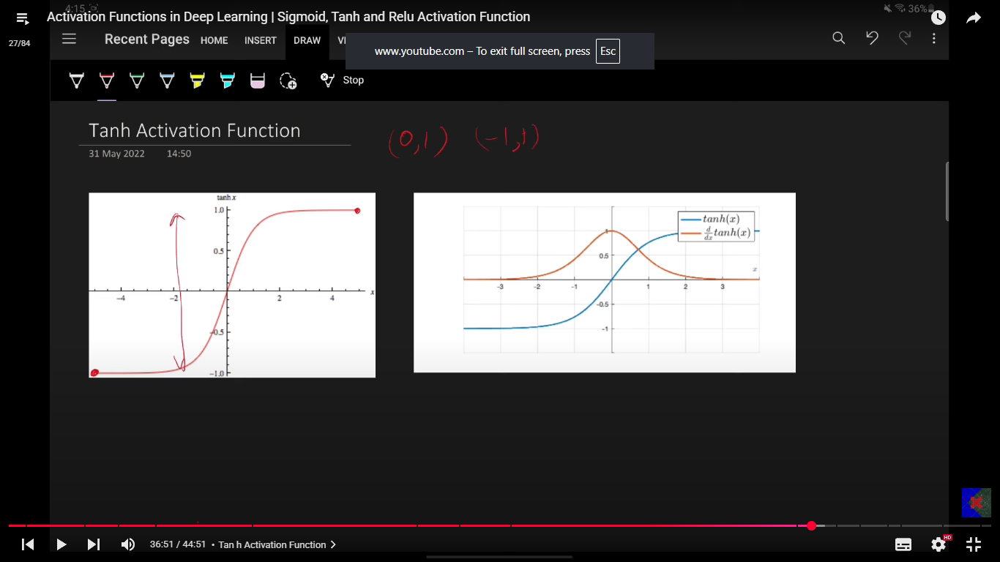 4:15 36%
Activation Functions in Deep Learning | Sigmoid, Tanh and Relu Activation Function
27/84
Recent Pages HOME INSERT DRAW VI
www.youtube.com – To exit full screen, press Esc
Stop
Tanh Activation Function
31 May 2022 14:50
(0,1) (-1,1)
tanh x
1.0
0.5
-4 -2 2 4 x
-0.5
-1.0
tanh(x)
d/dx tanh(x)
1
0.5
x
-3 -2 -1 1 2 3
-0.5
-1
36:51 / 44:51 • Tan h Activation Function
HD